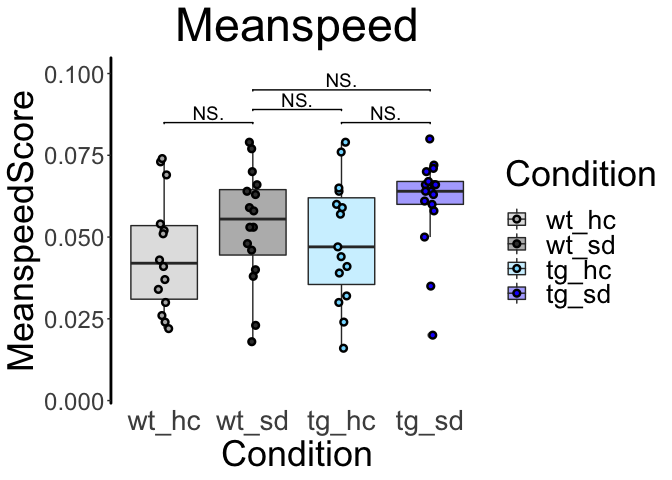 Meanspeed
MeanspeedScore
0.100
0.075
0.050
0.025
0.000
NS.
NS.
NS.
NS.
wt_hc wt_sd tg_hc tg_sd
Condition
Condition
wt_hc
wt_sd
tg_hc
tg_sd